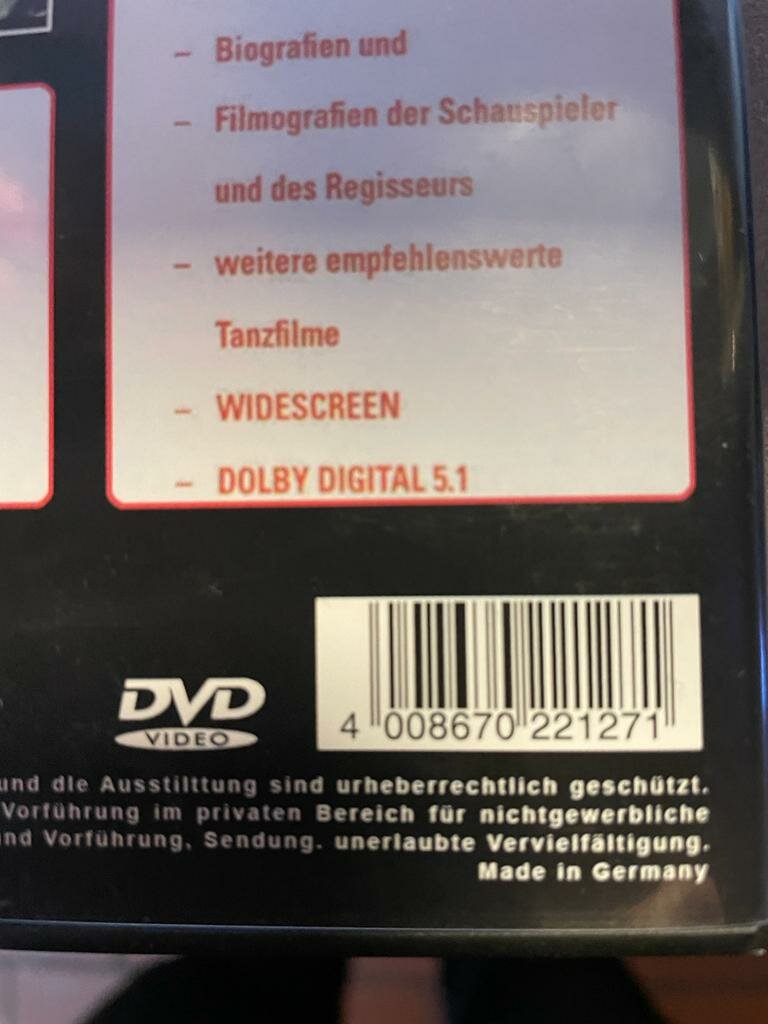 – Biografien und
– Filmografien der Schauspieler
und des Regisseurs
– weitere empfehlenswerte
Tanzfilme
– WIDESCREEN
– DOLBY DIGITAL 5.1
DVD
VIDEO
4 008670 221271
und die Ausstilttung sind urheberrechtlich geschützt.
Vorführung im privaten Bereich für nichtgewerbliche
nd Vorführung, Sendung. unerlaubte Vervielfältigung.
Made in Germany